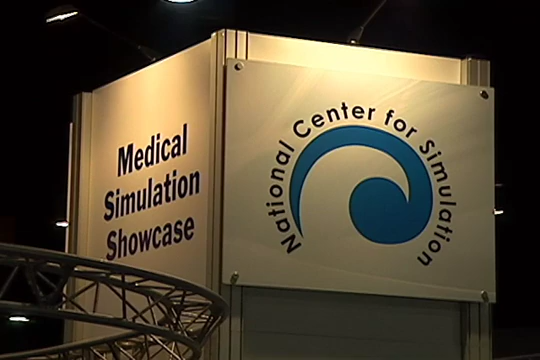 Medical
Simulation
Showcase
National Center for Simulation